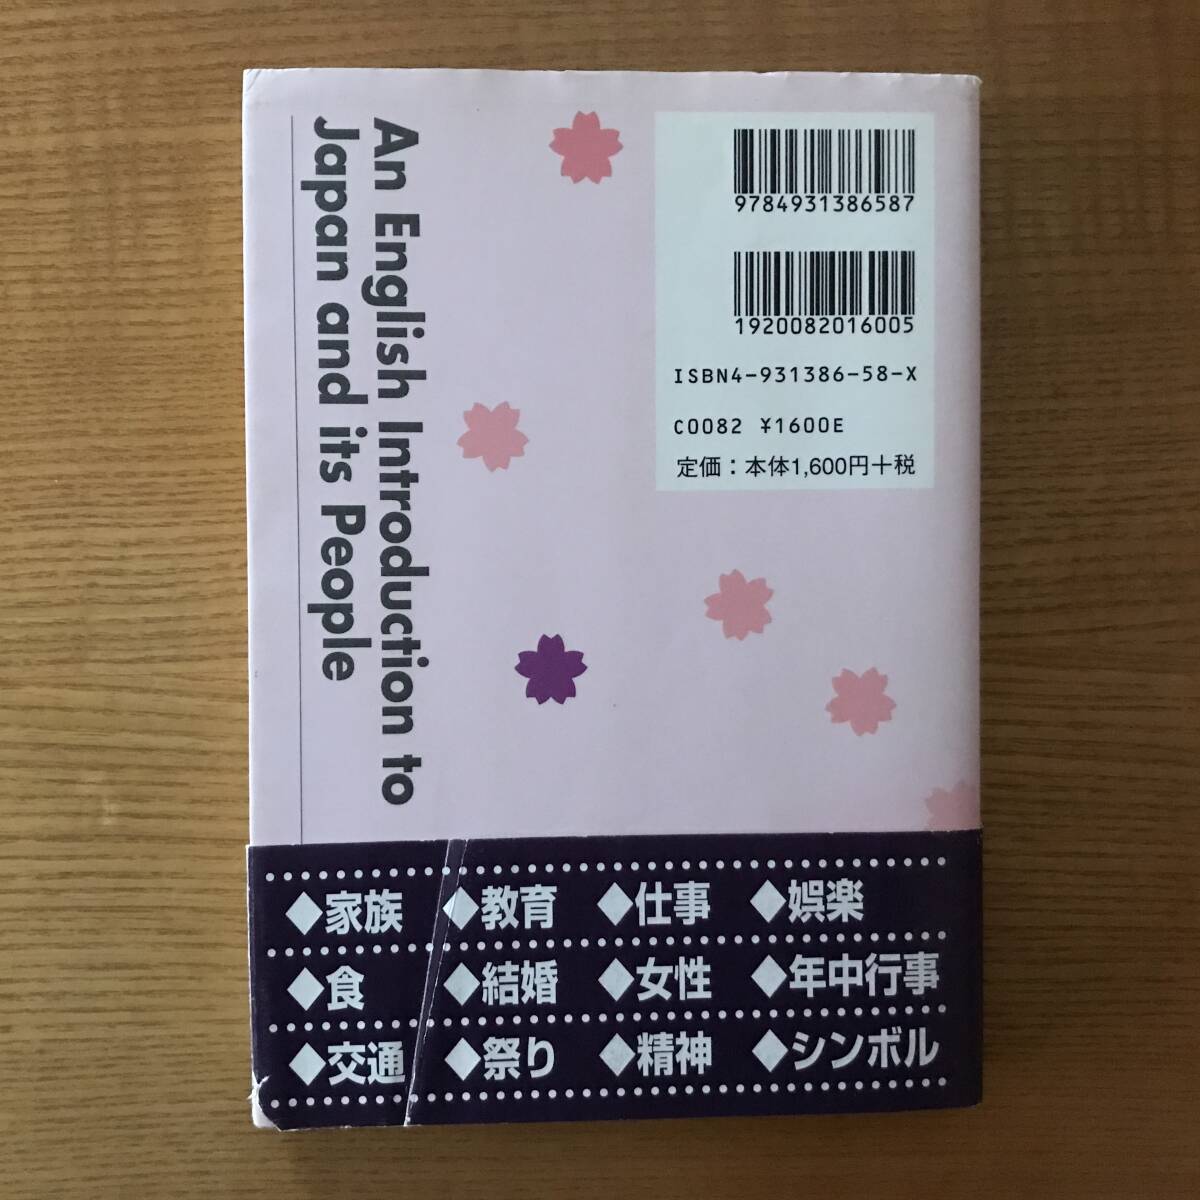 An English Introduction to
Japan and its People
9784931386587
1920082016005
ISBN4-931386-58-X
C0082 ¥1600E
定価：本体1,600円＋税
◆家族 ◆教育 ◆仕事 ◆娯楽
◆食 ◆結婚 ◆女性 ◆年中行事
◆交通 ◆祭り ◆精神 ◆シンボル